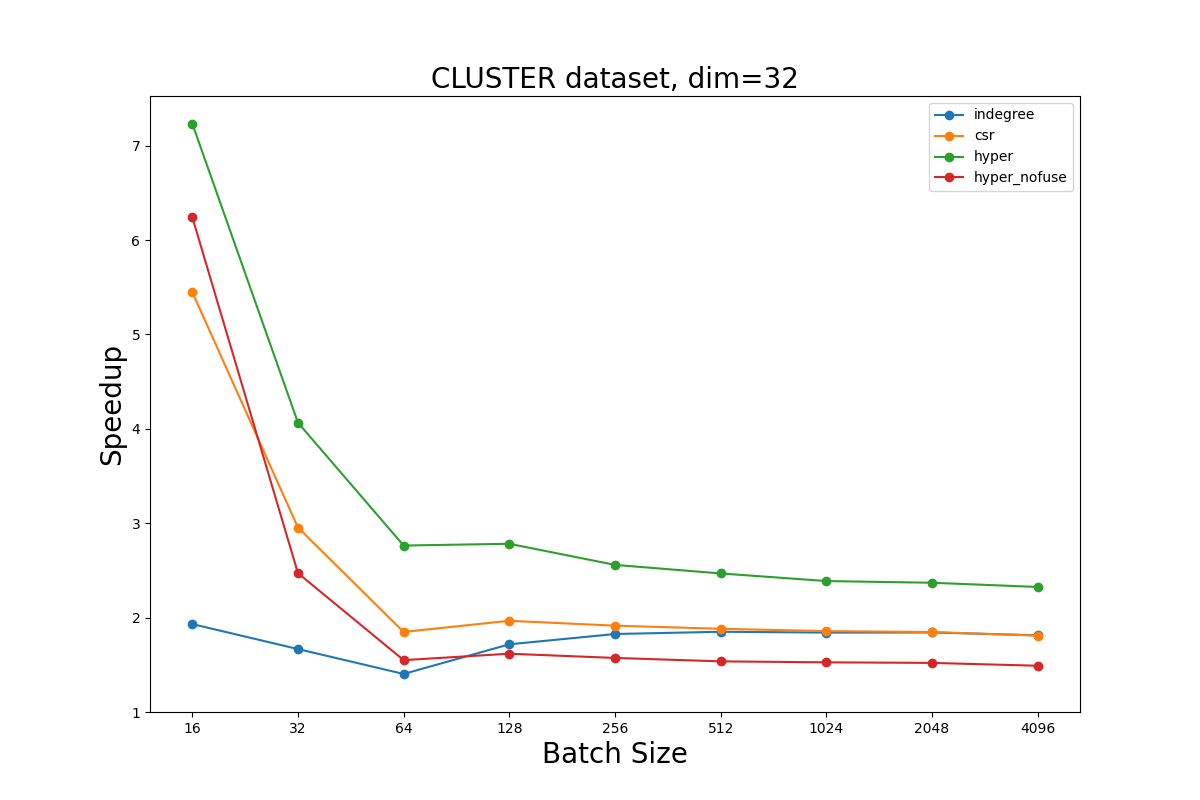 CLUSTER dataset, dim=32
indegree
csr
hyper
hyper_nofuse
7
6
5
4
3
2
1
Speedup
16 32 64 128 256 512 1024 2048 4096
Batch Size